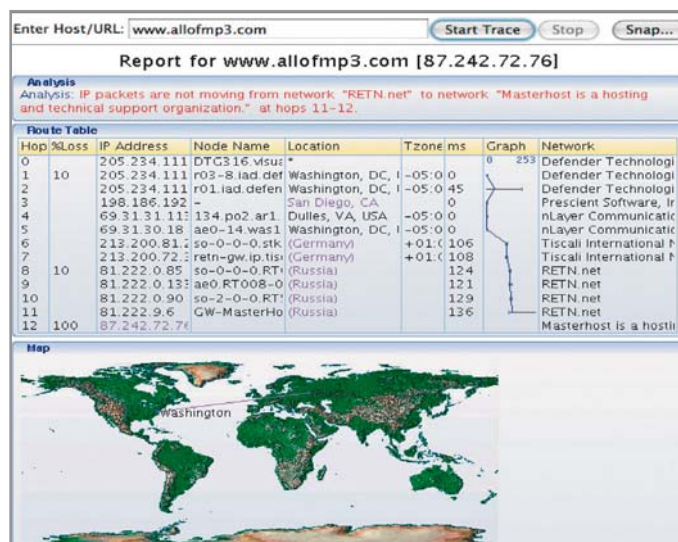 Enter Host/URL: www.allofmp3.com Start Trace Stop Snap...
Report for www.allofmp3.com [87.242.72.76]
Analysis
Analysis: IP packets are not moving from network "RETN.net" to network "Masterhost is a hosting
and technical support organization." at hops 11-12.
Route Table
Hop %Loss IP Address Node Name Location Tzone ms Graph Network
0 205.234.111 DTG316.visua * 0 253 Defender Technologi
1 10 205.234.111 r03-8.iad.def Washington, DC, -05:0 0 Defender Technologi
2 205.234.111 r01.iad.defen Washington, DC, -05:0 45 Defender Technologi
3 198.186.192 - San Diego, CA 0 Prescient Software, Ir
4 69.31.31.113 134.po2.ar1. Dulles, VA, USA -05:0 0 nLayer Communicatic
5 69.31.30.18 ae0-14.was1 Washington, DC, -05:0 0 nLayer Communicatic
6 213.200.81.2 so-0-0-0.stk (Germany) +01:( 106 Tiscali International
7 213.200.72. retn-gw.ip.tis (Germany) +01:( 108 Tiscali International
8 10 81.222.0.85 so-0-0-0.RT (Russia) 124 RETN.net
9 81.222.0.133 ae0.RT008-0 (Russia) 121 RETN.net
10 81.222.0.90 so-2-0-0.RT (Russia) 129 RETN.net
11 81.222.9.6 GW-MasterHo (Russia) 136 RETN.net
12 100 87.242.72.76 Masterhost is a hosti
Map
Washington